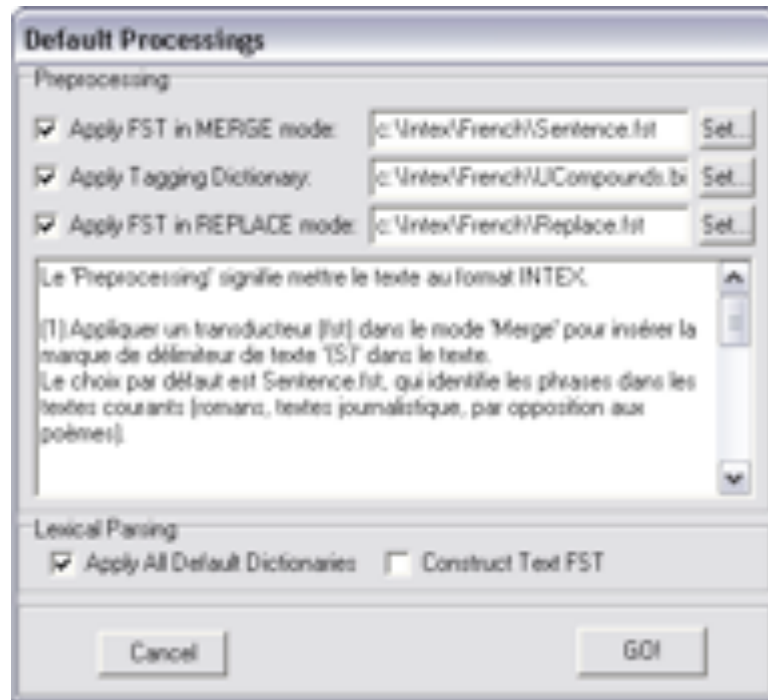 Default Processings
Preprocessing
Apply FST in MERGE mode: c:\Intex\French\Sentence.fst Set...
Apply Tagging Dictionary: c:\Intex\French\UCompounds.bi Set...
Apply FST in REPLACE mode: c:\Intex\French\Replace.fst Set...
Le 'Preprocessing' signifie mettre le texte au format INTEX.
(1) Appliquer un transducteur (fst) dans le mode 'Merge' pour insérer la
marque de délimiteur de texte "{S}" dans le texte.
Le choix par défaut est Sentence.fst, qui identifie les phrases dans les
textes courants (romans, textes journalistique, par opposition aux
poèmes).
Lexical Parsing
Apply All Default Dictionaries Construct Text FST
Cancel GO!